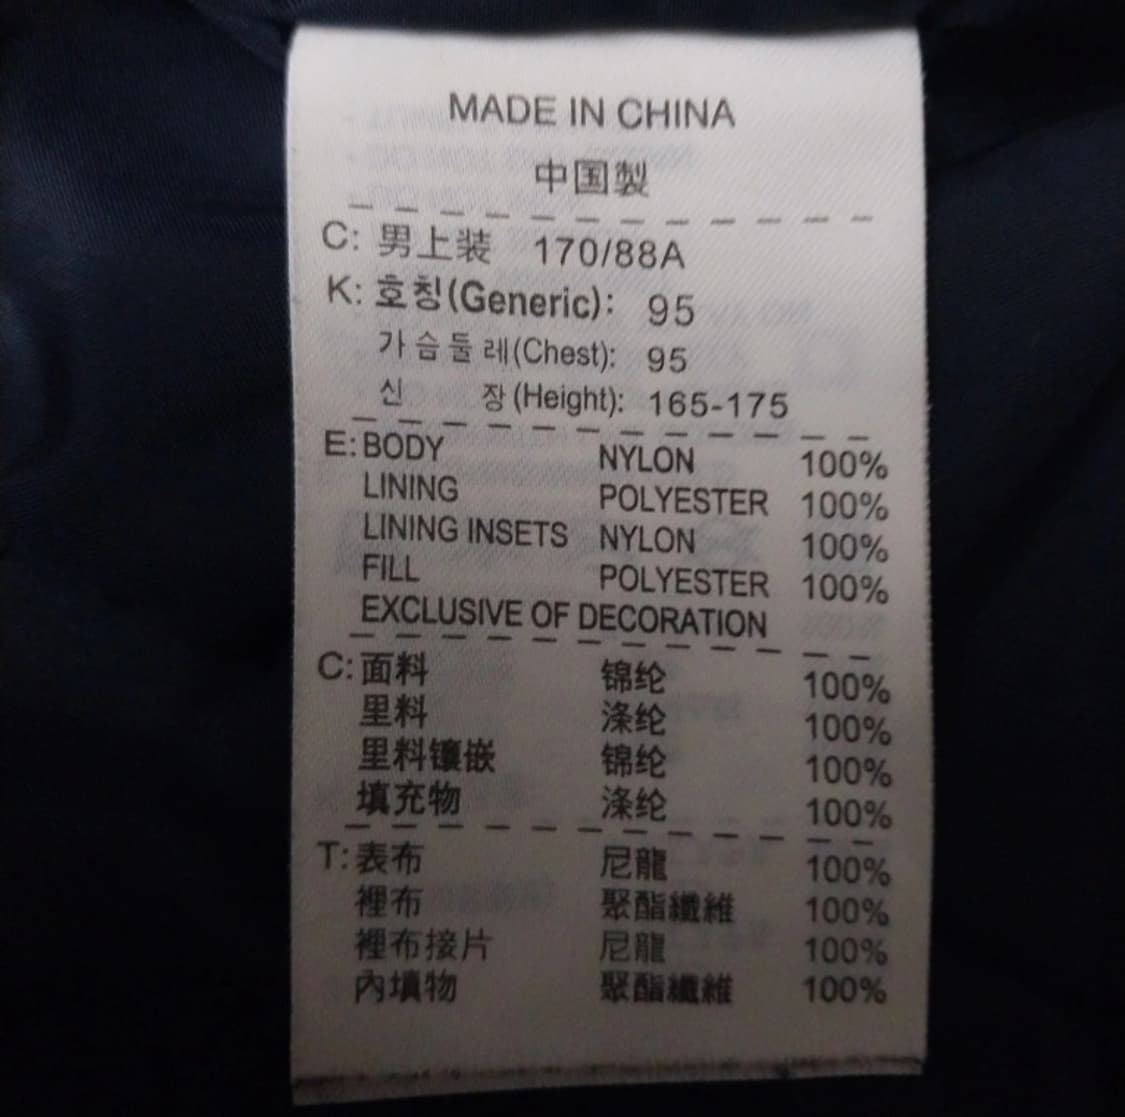 MADE IN CHINA
中国製
C: 男上装 170/88A
K: 호칭(Generic): 95
가슴둘레(Chest): 95
신 장(Height): 165-175
E: BODY NYLON 100%
LINING POLYESTER 100%
LINING INSETS NYLON 100%
FILL POLYESTER 100%
EXCLUSIVE OF DECORATION
C: 面料 锦纶 100%
里料 涤纶 100%
里料镶嵌 锦纶 100%
填充物 涤纶 100%
T: 表布 尼龍 100%
裡布 聚酯纖維 100%
裡布接片 尼龍 100%
內填物 聚酯纖維 100%